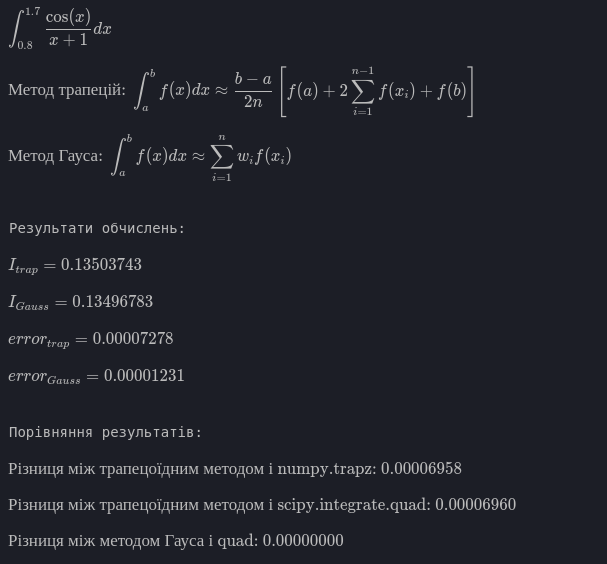 $\int_{0.8}^{1.7} \frac{\cos(x)}{x+1} dx$
Метод трапецій: $\int_a^b f(x)dx \approx \frac{b-a}{2n} \left[ f(a) + 2 \sum_{i=1}^{n-1} f(x_i) + f(b) \right]$
Метод Гауса: $\int_a^b f(x)dx \approx \sum_{i=1}^{n} w_i f(x_i)$
Результати обчислень:
$I_{trap} = 0.13503743$
$I_{Gauss} = 0.13496783$
$error_{trap} = 0.00007278$
$error_{Gauss} = 0.00001231$
Порівняння результатів:
Різниця між трапецоїдним методом і numpy.trapz: 0.00006958
Різниця між трапецоїдним методом і scipy.integrate.quad: 0.00006960
Різниця між методом Гауса і quad: 0.00000000